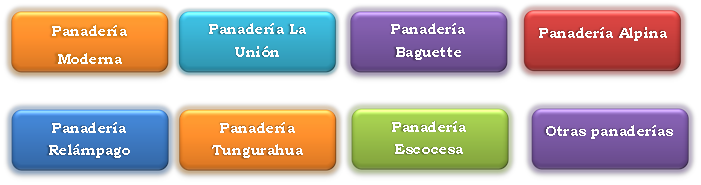 Panadería
Moderna
Panadería La
Unión
Panadería
Baguette
Panadería Alpina
Panadería
Relámpago
Panadería
Tungurahua
Panadería
Escocesa
Otras panaderías